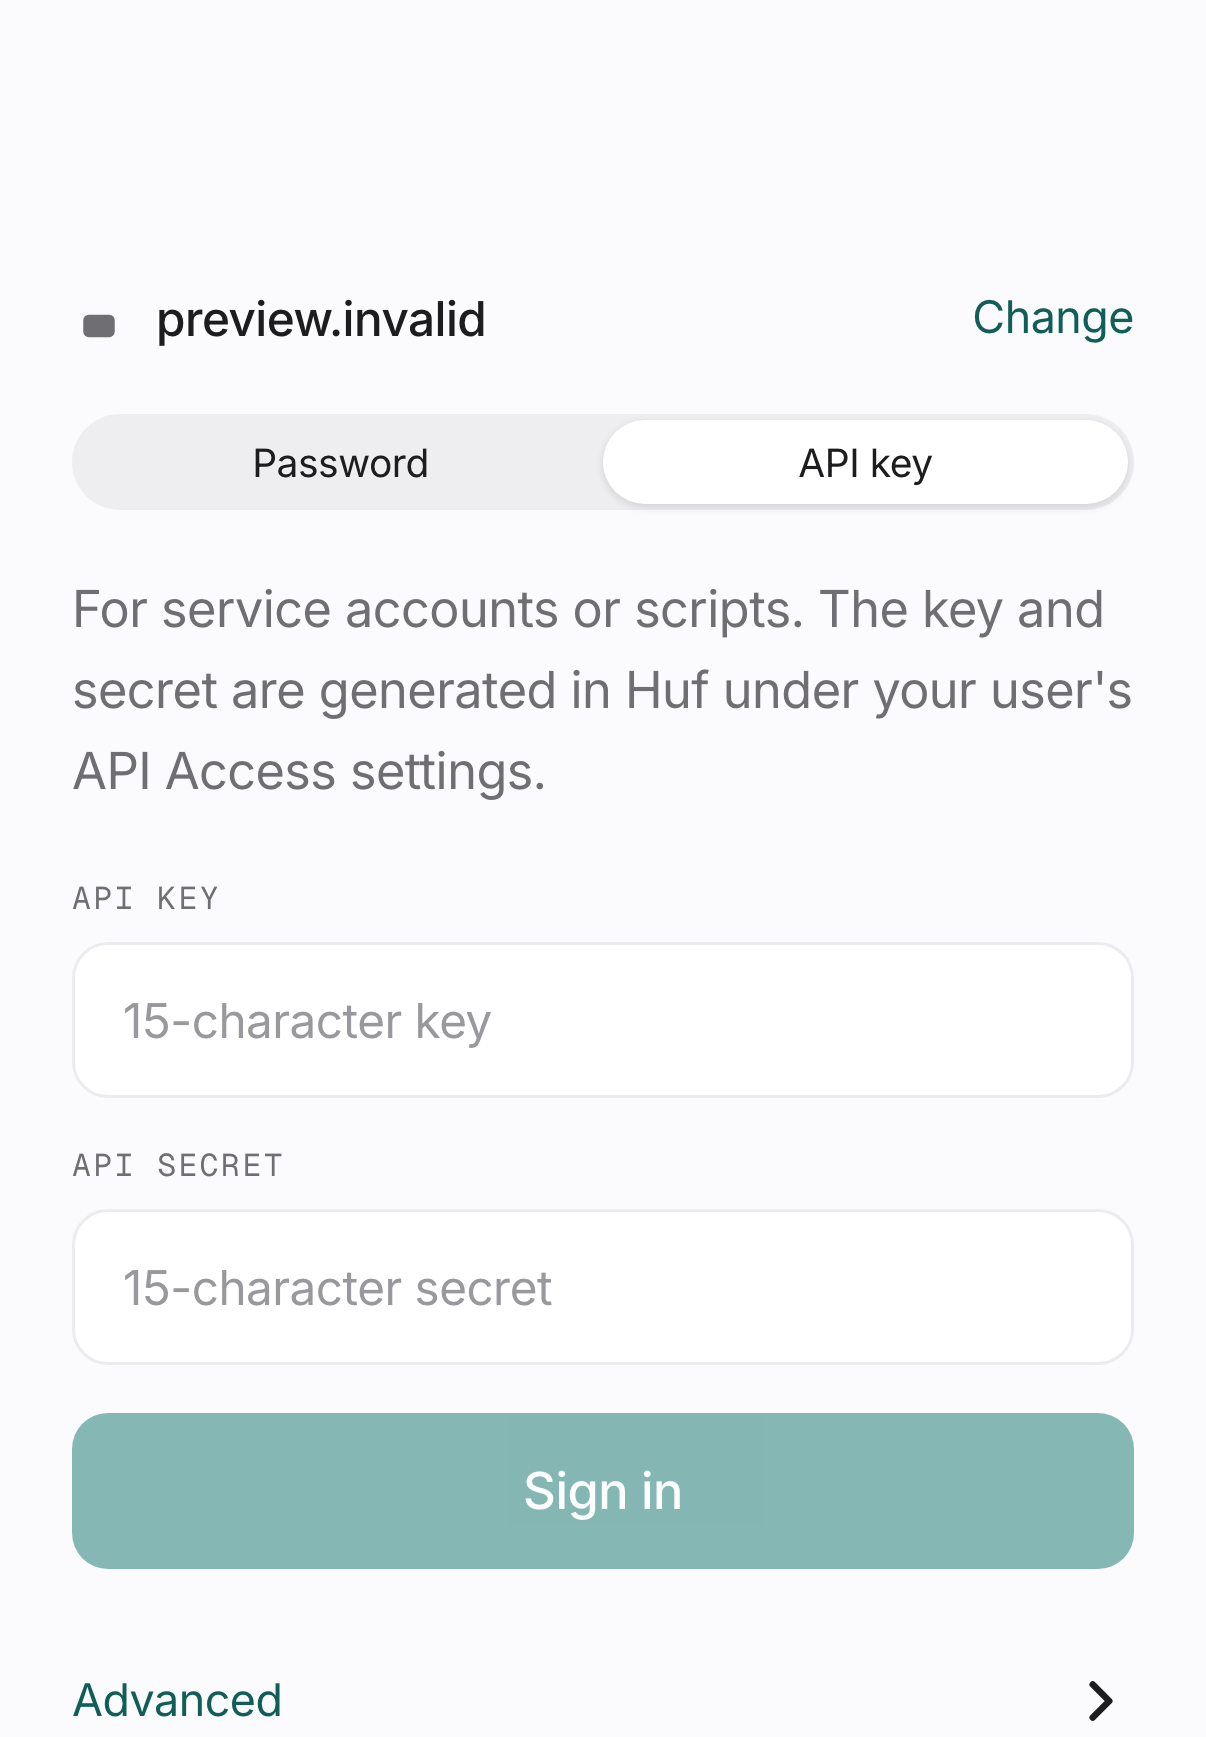 preview.invalid
Change
Password
API key
For service accounts or scripts. The key and
secret are generated in Huf under your user's
API Access settings.
API KEY
15-character key
API SECRET
15-character secret
Sign in
Advanced